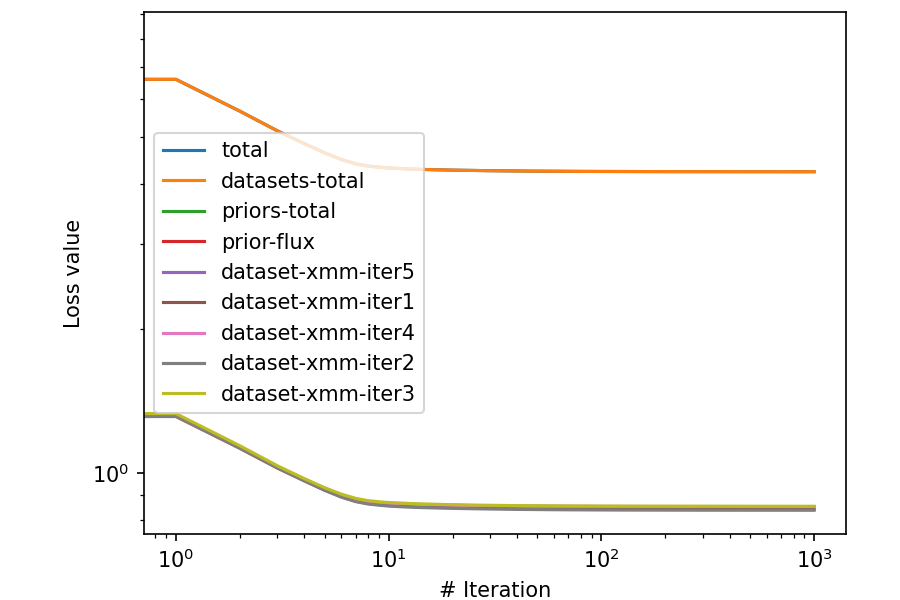 Loss value
10⁰
total
datasets-total
priors-total
prior-flux
dataset-xmm-iter5
dataset-xmm-iter1
dataset-xmm-iter4
dataset-xmm-iter2
dataset-xmm-iter3
10⁰ 10¹ 10² 10³
# Iteration